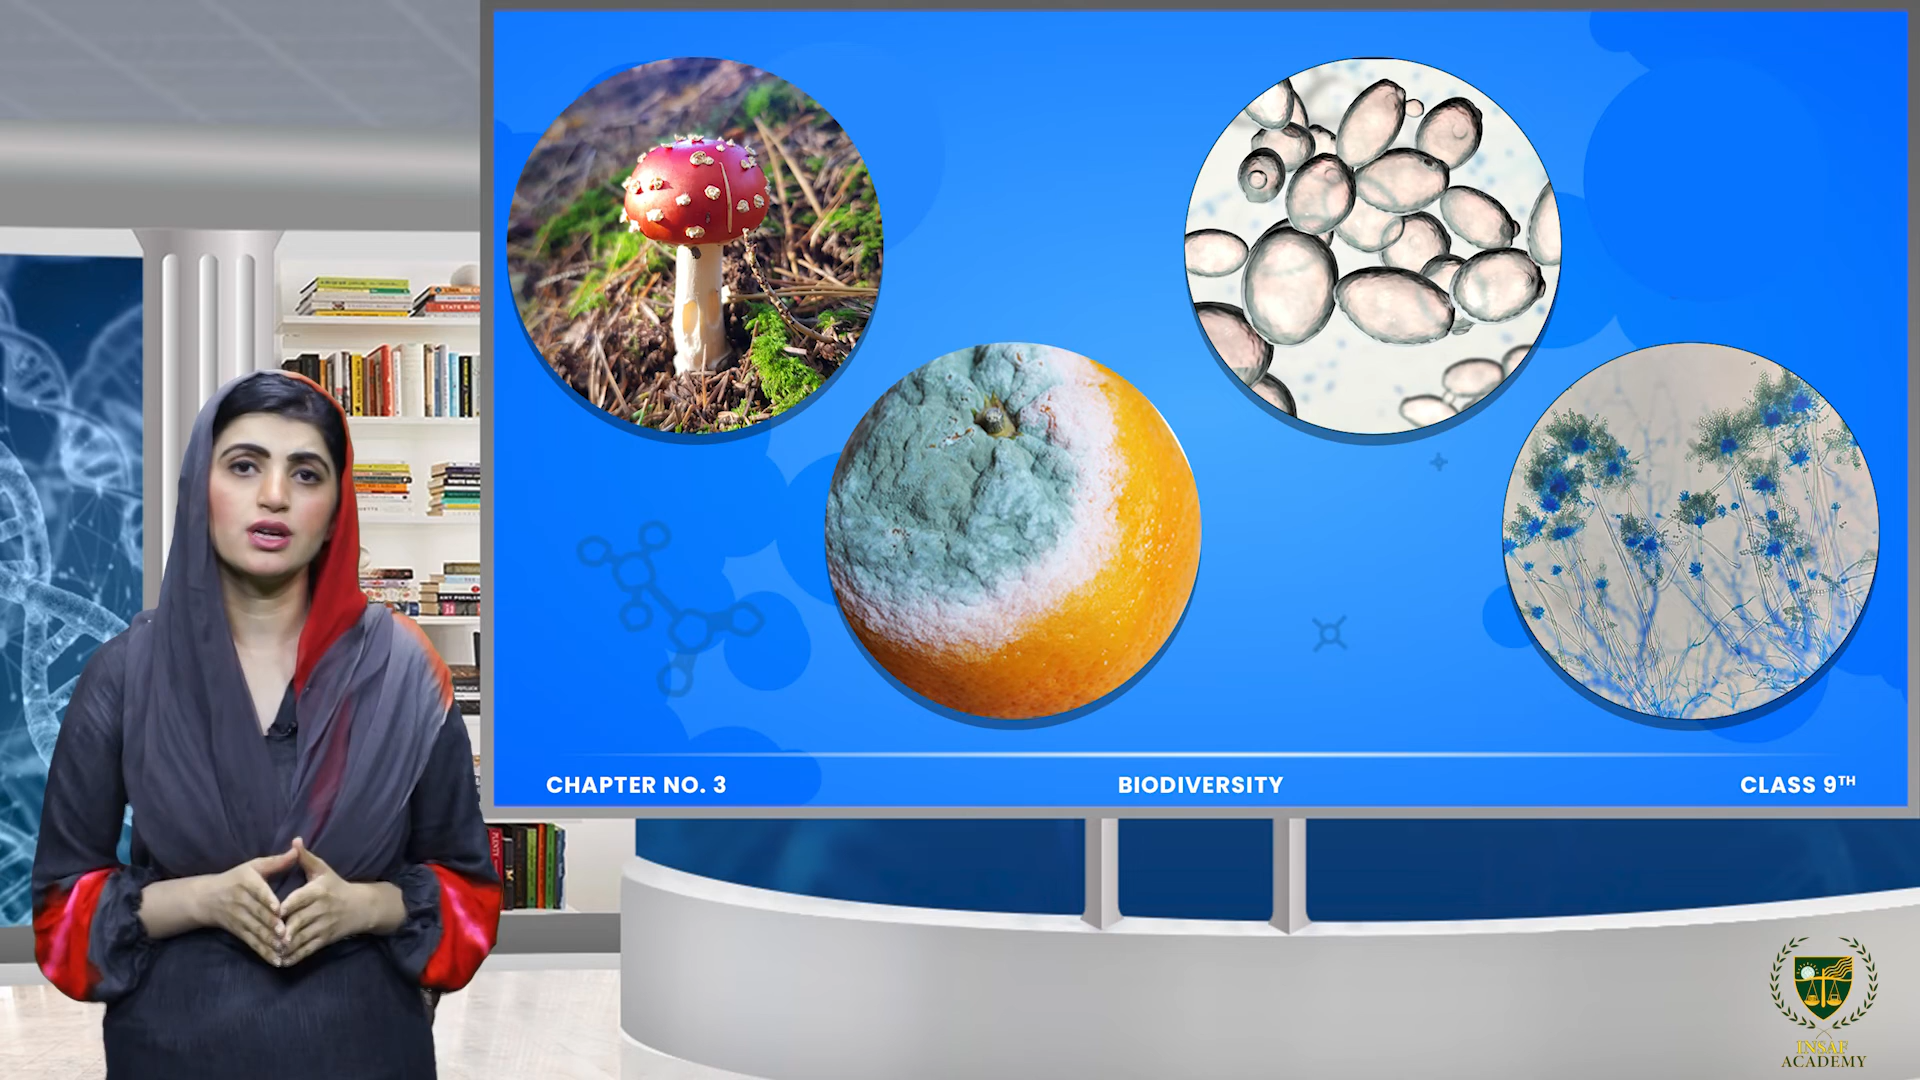 CHAPTER NO. 3
BIODIVERSITY
CLASS 9TH
INSAF
ACADEMY